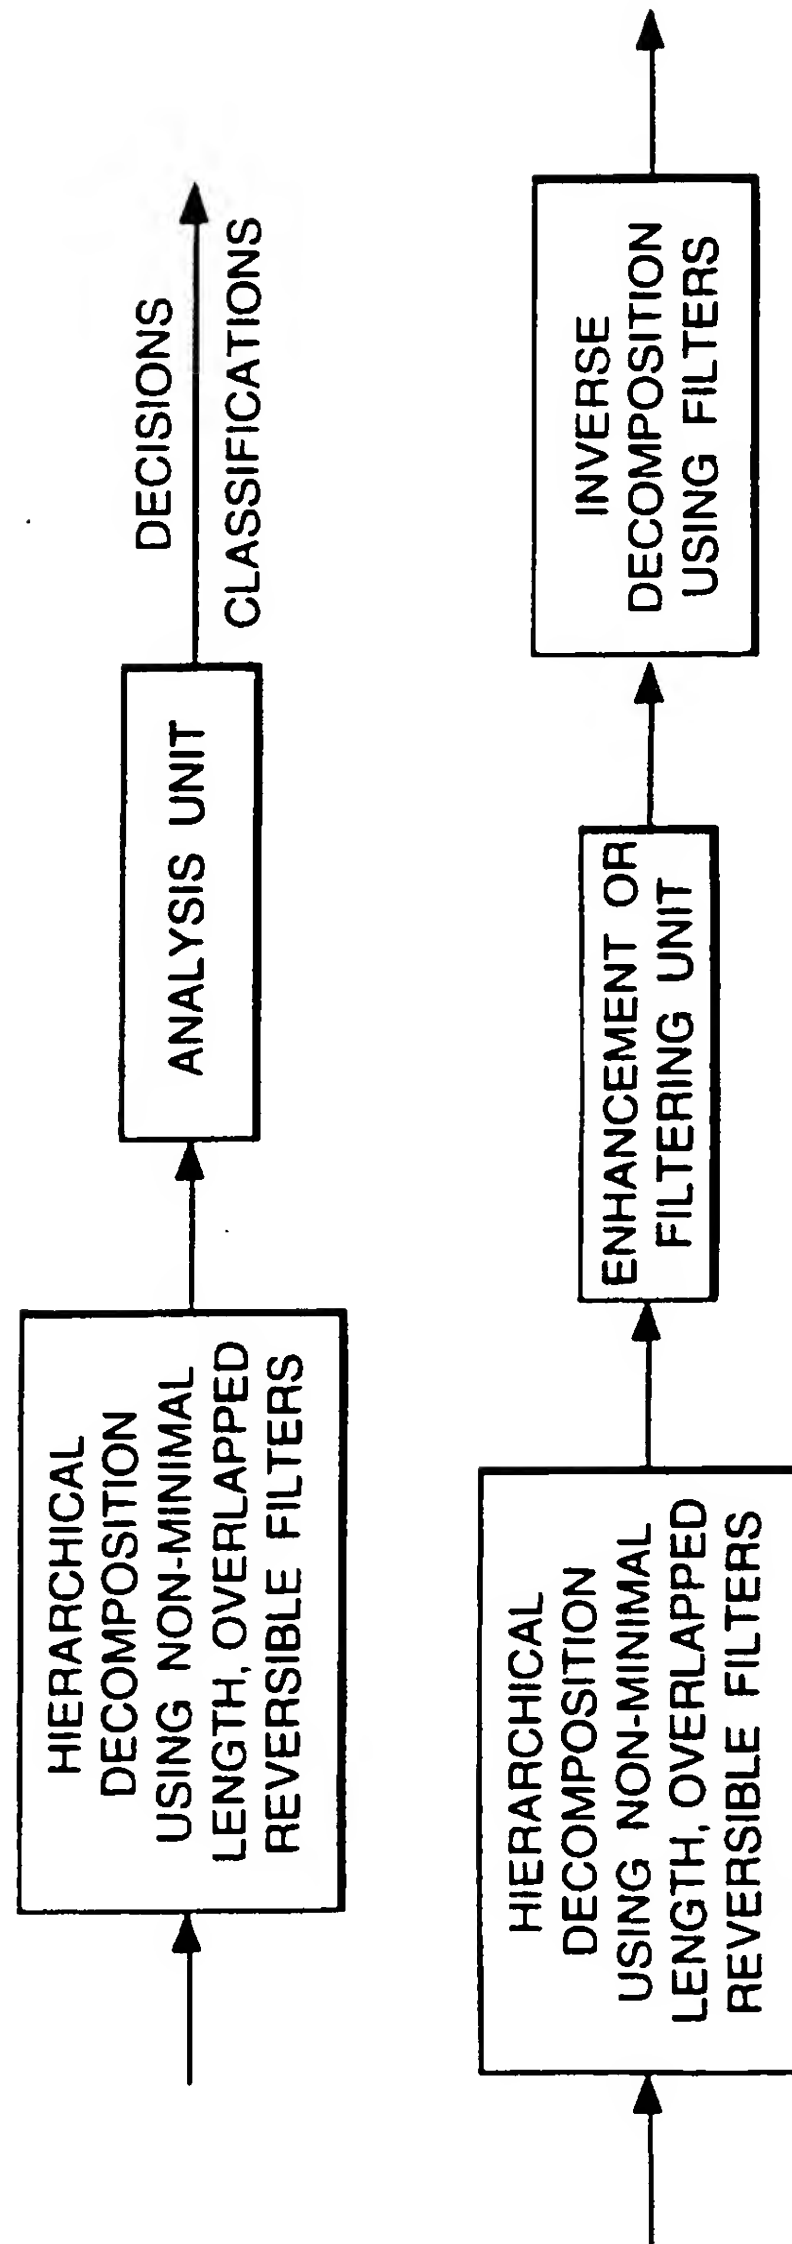 HIERARCHICAL
DECOMPOSITION
USING NON-MINIMAL
LENGTH, OVERLAPPED
REVERSIBLE FILTERS
ANALYSIS UNIT
DECISIONS
CLASSIFICATIONS
HIERARCHICAL
DECOMPOSITION
USING NON-MINIMAL
LENGTH, OVERLAPPED
REVERSIBLE FILTERS
ENHANCEMENT OR
FILTERING UNIT
INVERSE
DECOMPOSITION
USING FILTERS